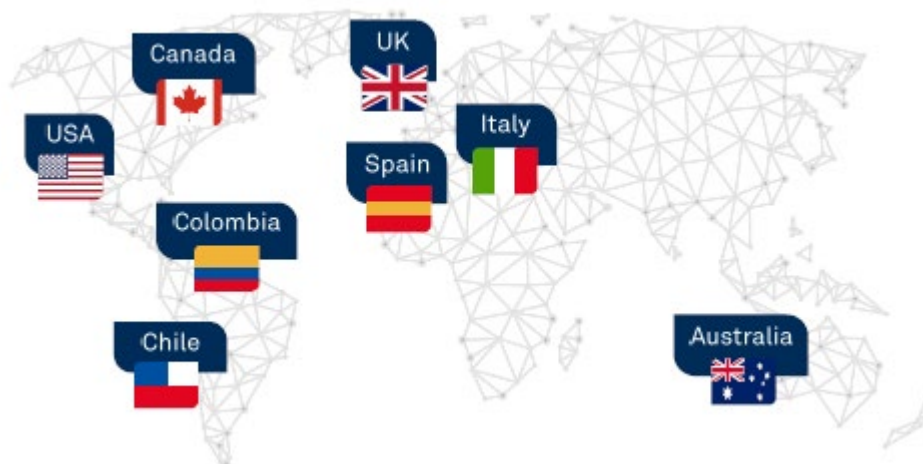 Canada
UK
USA
Italy
Spain
Colombia
Chile
Australia